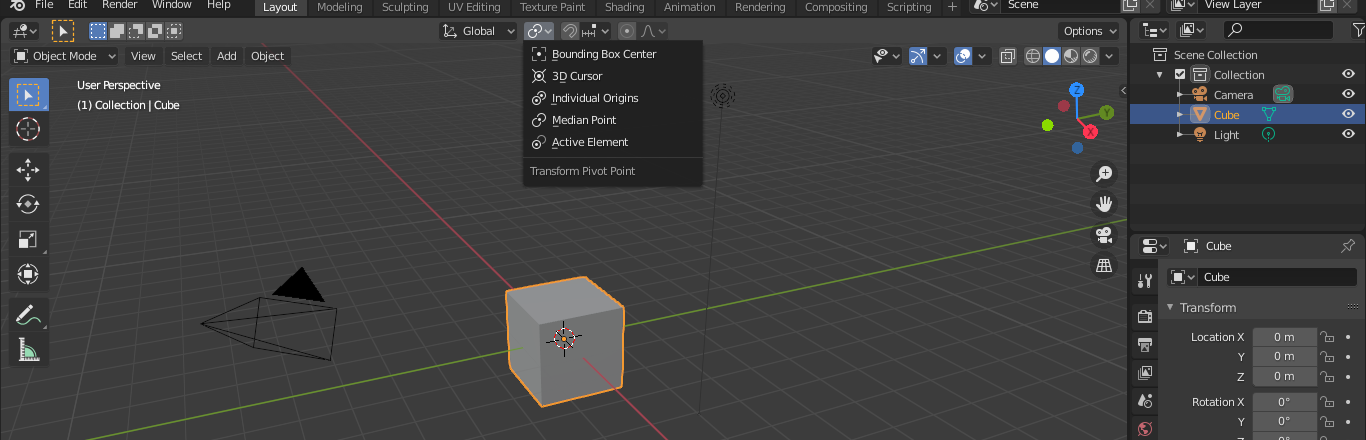 File Edit Render Window Help Layout Modeling Sculpting UV Editing Texture Paint Shading Animation Rendering Compositing Scripting + Scene View Layer
Global Options
Object Mode View Select Add Object
User Perspective
(1) Collection | Cube
Bounding Box Center
3D Cursor
Individual Origins
Median Point
Active Element
Transform Pivot Point
Z
Y
X
Scene Collection
Collection
Camera
Cube
Light
Cube
Cube
Transform
Location X 0 m
Y 0 m
Z 0 m
Rotation X 0°
Y 0°